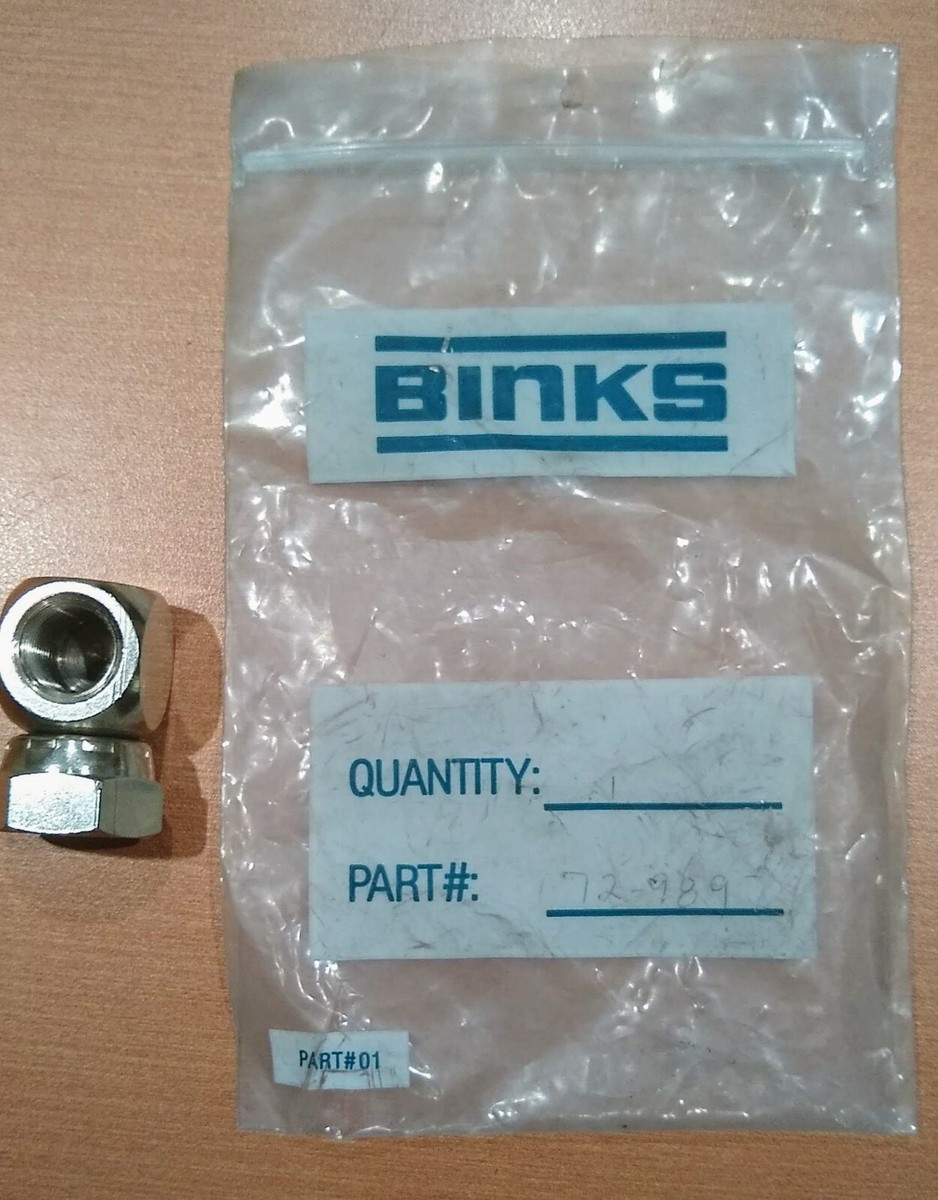 BINKS
QUANTITY: 1
PART#: 72-989
PART#01